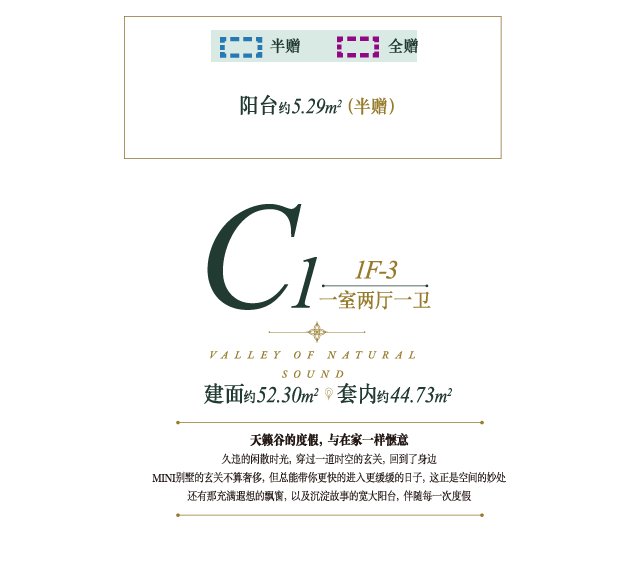 半赠 全赠
阳台约5.29m²（半赠）
C1
1F-3
一室两厅一卫
VALLEY OF NATURAL
SOUND
建面约52.30m² 套内约44.73m²
天籁谷的度假，与在家一样惬意
久违的闲散时光，穿过一道时空的玄关，回到了身边
MINI别墅的玄关不算奢侈，但总能带你更快的进入更缓缓的日子，这正是空间的妙处
还有那充满遐想的飘窗，以及沉淀故事的宽大阳台，伴随每一次度假